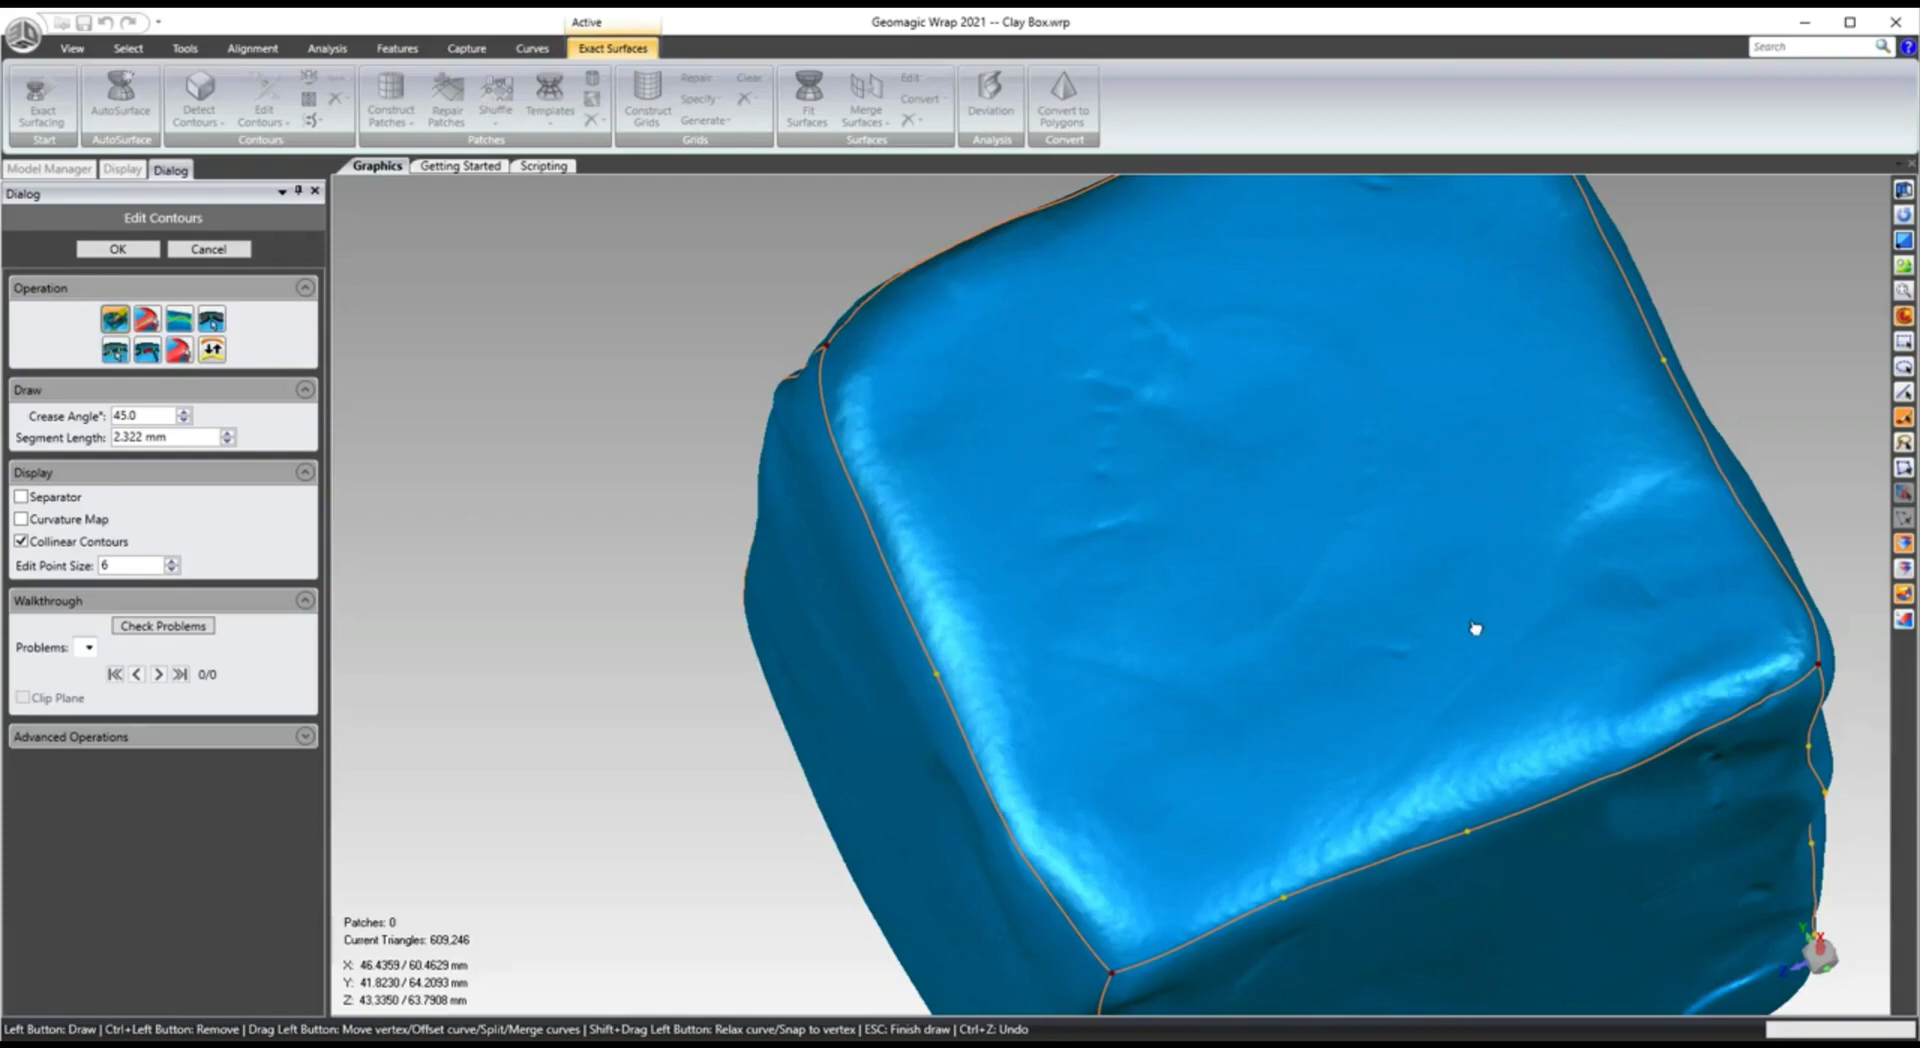 Active
Geomagic Wrap 2021 -- Clay Box.wrp
View Select Tools Alignment Analysis Features Capture Curves Exact Surfaces
Search
Exact Surfacing
AutoSurface
Detect Contours
Edit Contours
Construct Patches
Repair Patches
Shuffle
Templates
Construct Grids
Repair
Specify
Generate
Clear
Fit Surfaces
Merge Surfaces
Edit
Convert
Deviation
Convert to Polygons
Start AutoSurface Contours Patches Grids Surfaces Analysis Convert
Model Manager Display Dialog
Graphics Getting Started Scripting
Dialog
Edit Contours
OK Cancel
Operation
Draw
Crease Angle°: 45.0
Segment Length: 2.322 mm
Display
Separator
Curvature Map
Collinear Contours
Edit Point Size: 6
Walkthrough
Check Problems
Problems:
0/0
Clip Plane
Advanced Operations
Patches: 0
Current Triangles: 609,246
X: 46.4359 / 60.4629 mm
Y: 41.8230 / 64.2093 mm
Z: 43.3350 / 63.7908 mm
Y X
Z
Left Button: Draw | Ctrl+Left Button: Remove | Drag Left Button: Move vertex/Offset curve/Split/Merge curves | Shift+Drag Left Button: Relax curve/Snap to vertex | ESC: Finish draw | Ctrl+Z: Undo